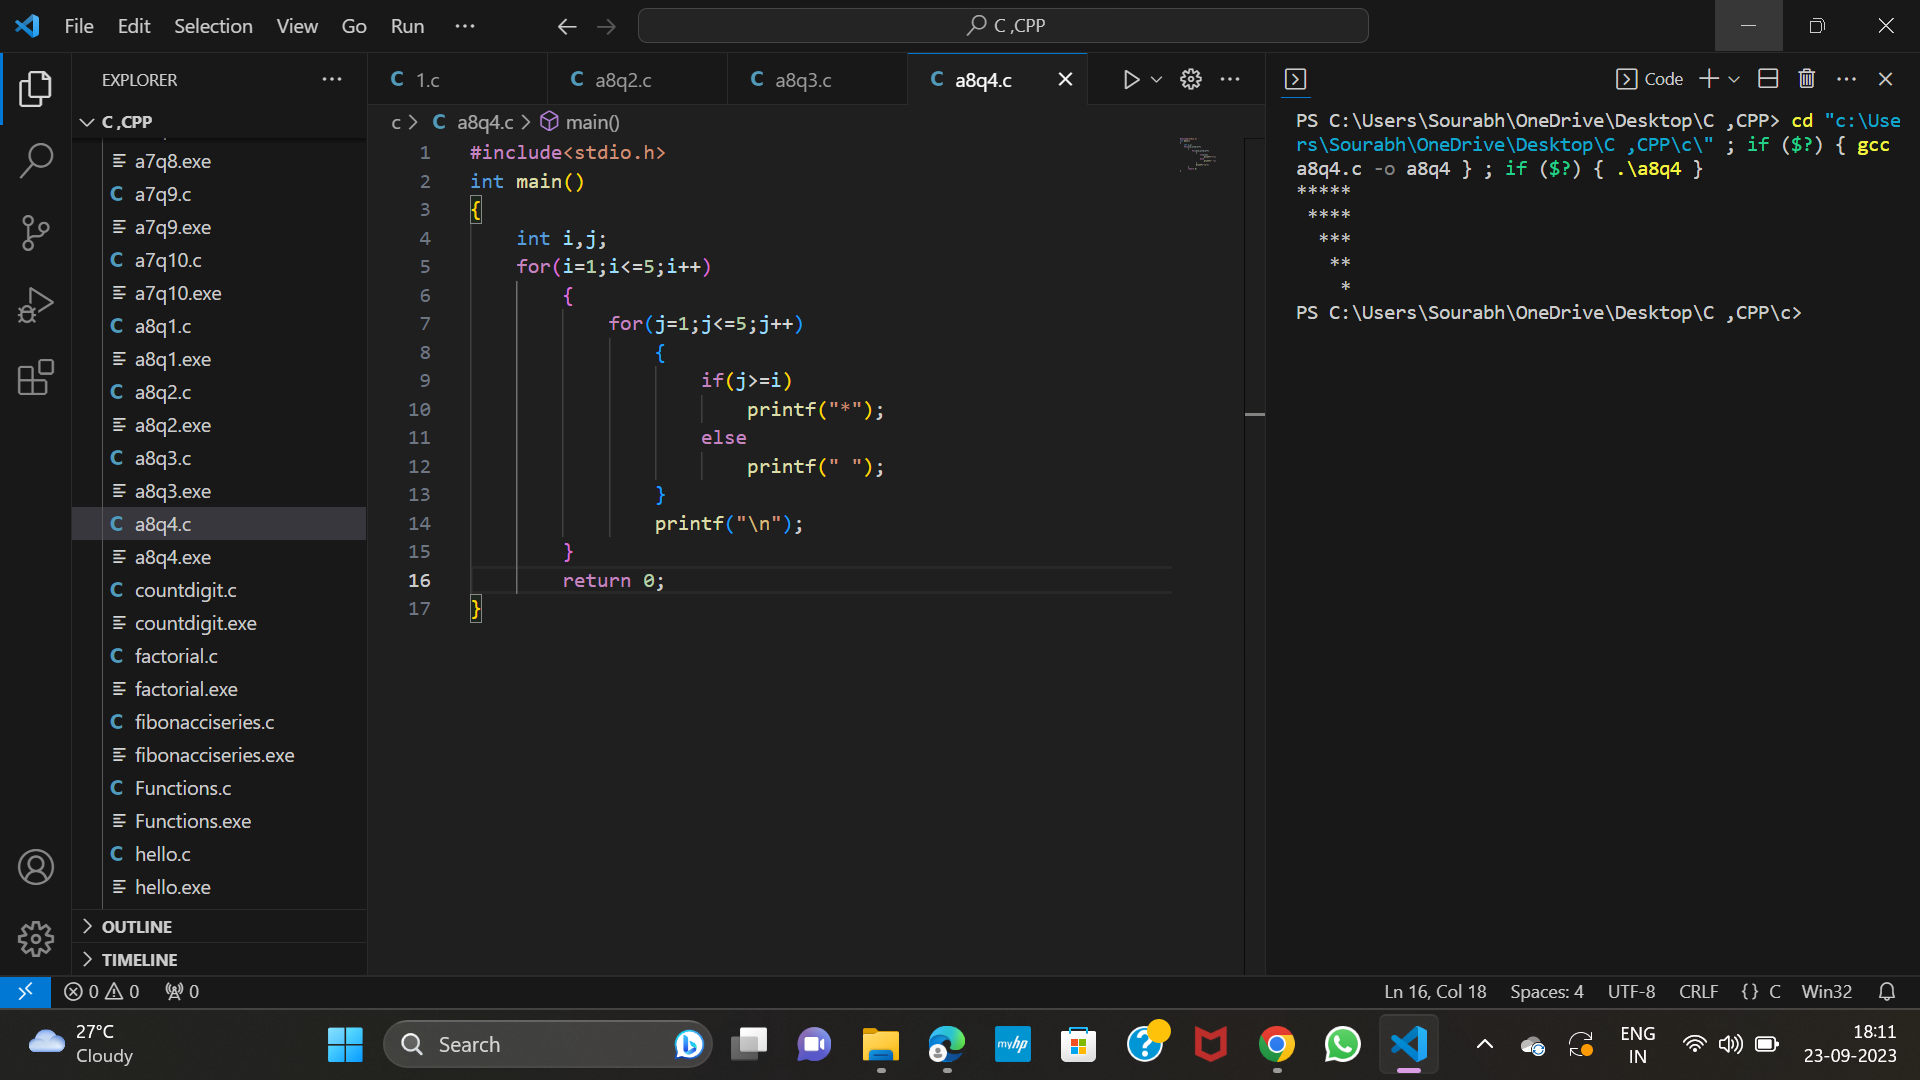 File Edit Selection View Go Run ··· C ,CPP
EXPLORER ···
C ,CPP
a7q8.exe
a7q9.c
a7q9.exe
a7q10.c
a7q10.exe
a8q1.c
a8q1.exe
a8q2.c
a8q2.exe
a8q3.c
a8q3.exe
a8q4.c
a8q4.exe
countdigit.c
countdigit.exe
factorial.c
factorial.exe
fibonacciseries.c
fibonacciseries.exe
Functions.c
Functions.exe
hello.c
hello.exe
OUTLINE
TIMELINE
C 1.c C a8q2.c C a8q3.c C a8q4.c
c > C a8q4.c > main()
1 #include<stdio.h>
2 int main()
3 {
4     int i,j;
5     for(i=1;i<=5;i++)
6         {
7             for(j=1;j<=5;j++)
8                 {
9                     if(j>=i)
10                         printf("*");
11                     else
12                         printf(" ");
13                 }
14                 printf("\n");
15         }
16         return 0;
17 }
Code
PS C:\Users\Sourabh\OneDrive\Desktop\C ,CPP> cd "c:\Use
rs\Sourabh\OneDrive\Desktop\C ,CPP\c\" ; if ($?) { gcc
a8q4.c -o a8q4 } ; if ($?) { .\a8q4 }
*****
 ****
  ***
   **
    *
PS C:\Users\Sourabh\OneDrive\Desktop\C ,CPP\c>
0 0 0 Ln 16, Col 18 Spaces: 4 UTF-8 CRLF {} C Win32
27°C
Cloudy
Search
myhp
ENG
IN
18:11
23-09-2023